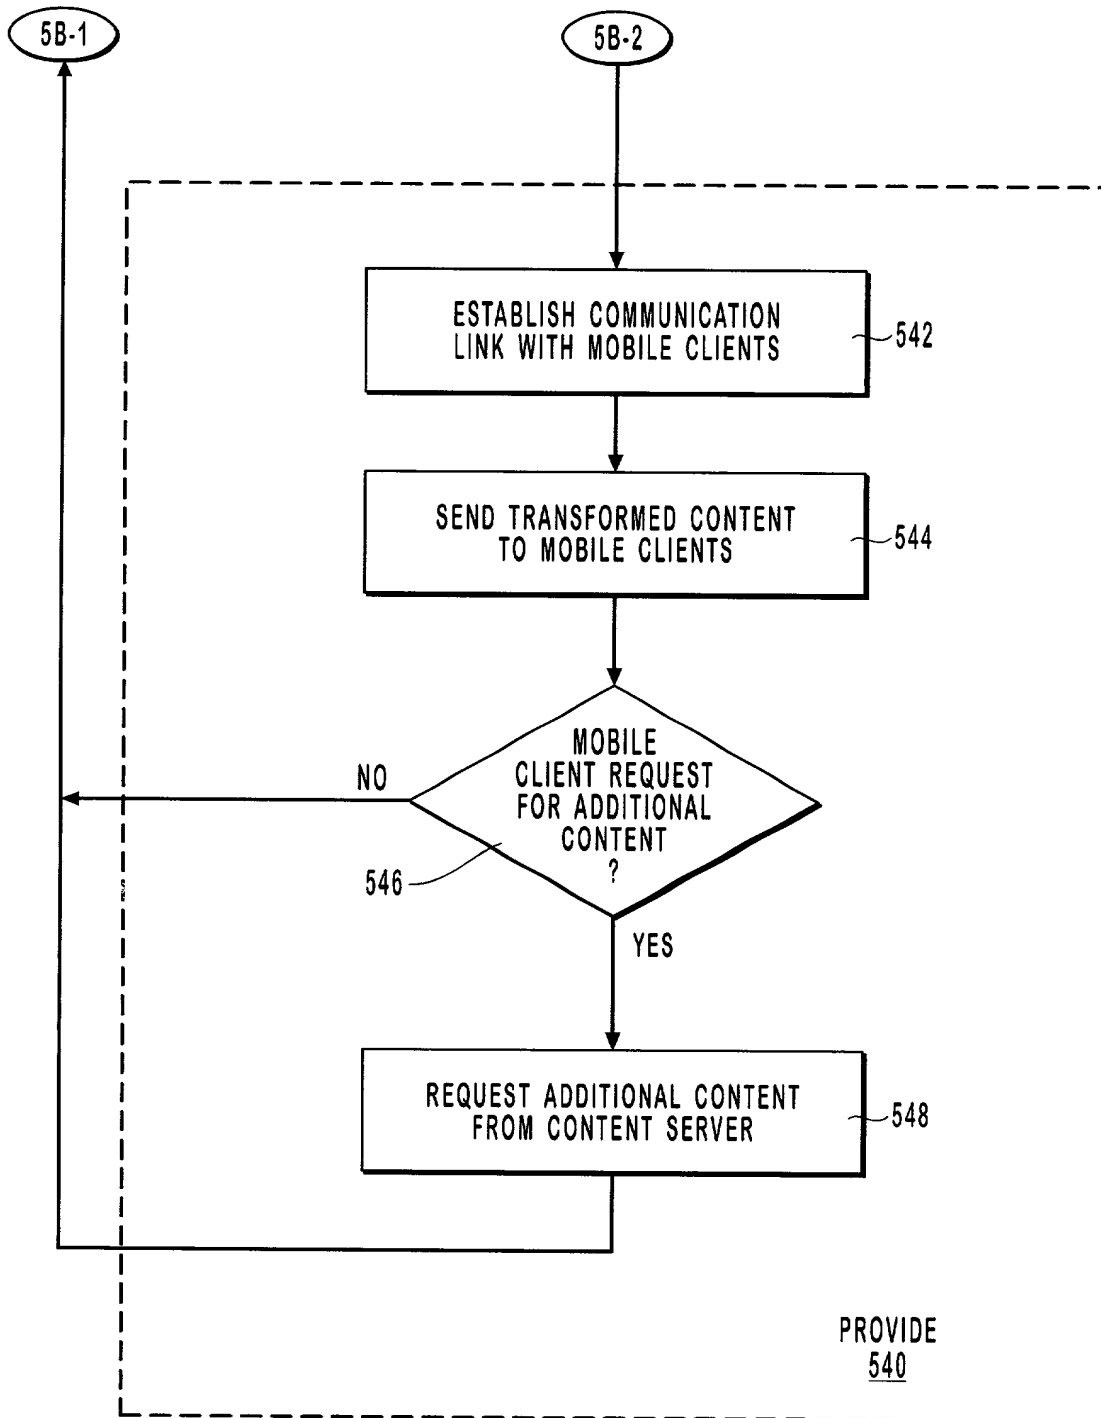 5B-1
5B-2
ESTABLISH COMMUNICATION
LINK WITH MOBILE CLIENTS
542
SEND TRANSFORMED CONTENT
TO MOBILE CLIENTS
544
MOBILE
CLIENT REQUEST
FOR ADDITIONAL
CONTENT
?
NO
546
YES
REQUEST ADDITIONAL CONTENT
FROM CONTENT SERVER
548
PROVIDE
540